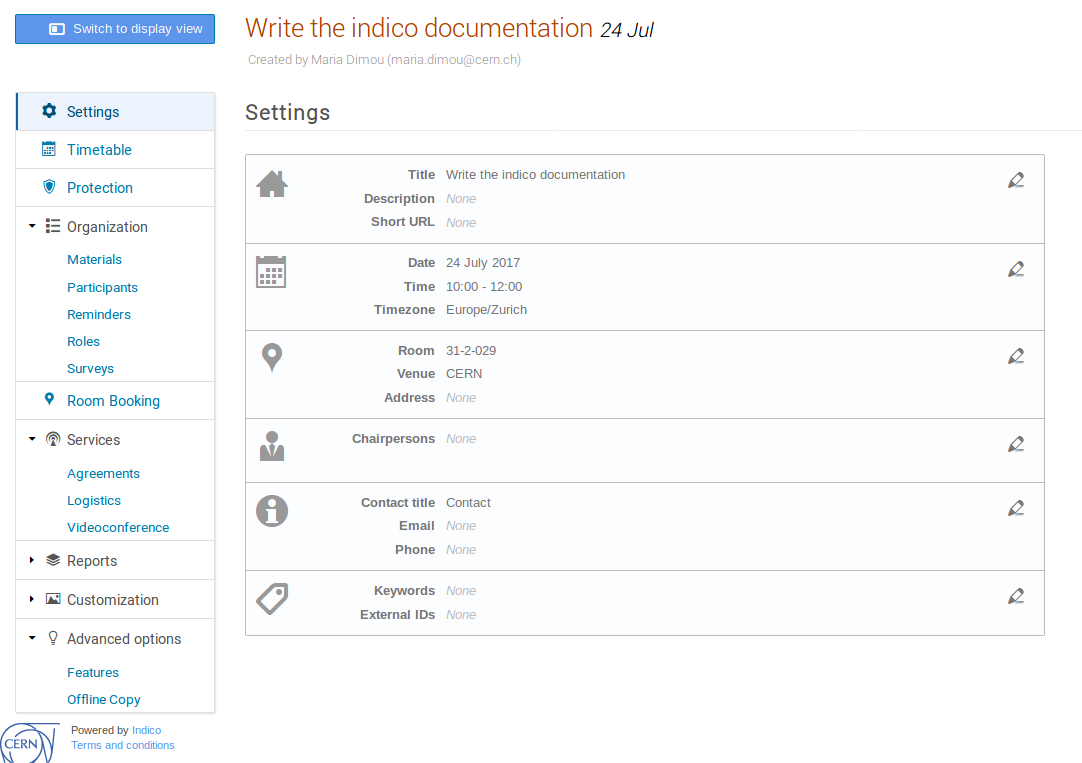 Switch to display view
Write the indico documentation 24 Jul
Created by Maria Dimou (maria.dimou@cern.ch)
Settings
Timetable
Protection
Organization
Materials
Participants
Reminders
Roles
Surveys
Room Booking
Services
Agreements
Logistics
Videoconference
Reports
Customization
Advanced options
Features
Offline Copy
Settings
Title Write the indico documentation
Description None
Short URL None
Date 24 July 2017
Time 10:00 - 12:00
Timezone Europe/Zurich
Room 31-2-029
Venue CERN
Address None
Chairpersons None
Contact title Contact
Email None
Phone None
Keywords None
External IDs None
CERN
Powered by Indico
Terms and conditions